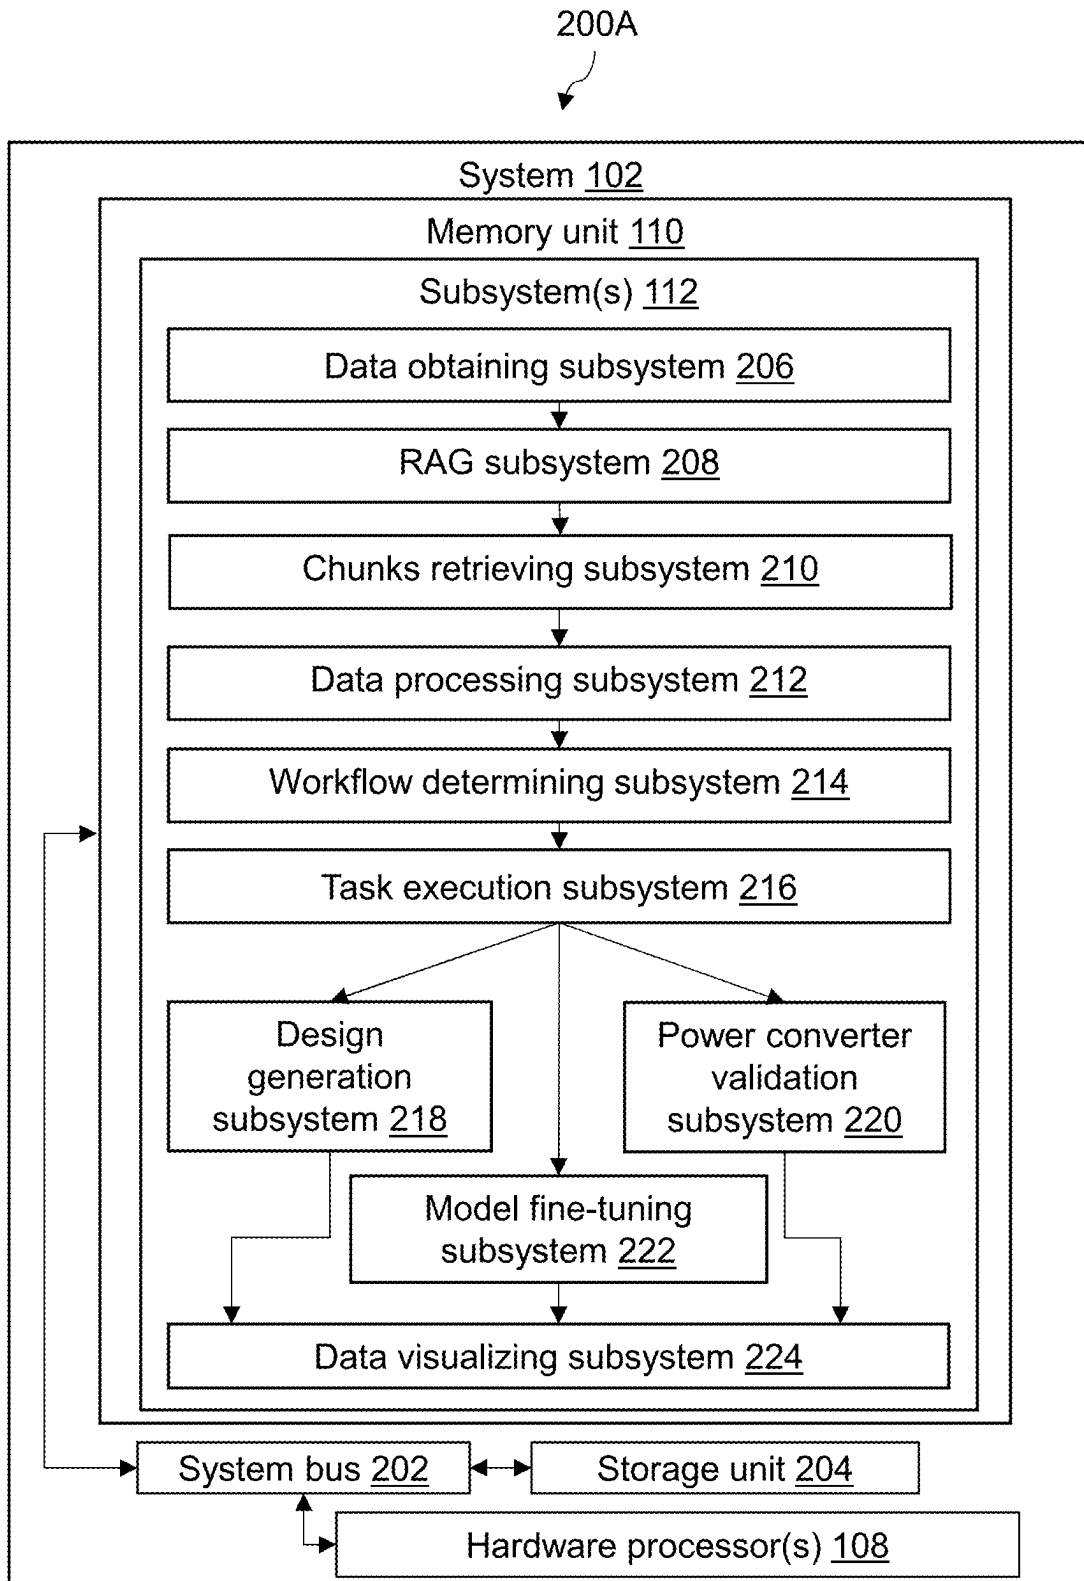 200A
System 102
Memory unit 110
Subsystem(s) 112
Data obtaining subsystem 206
RAG subsystem 208
Chunks retrieving subsystem 210
Data processing subsystem 212
Workflow determining subsystem 214
Task execution subsystem 216
Design
generation
subsystem 218
Power converter
validation
subsystem 220
Model fine-tuning
subsystem 222
Data visualizing subsystem 224
System bus 202
Storage unit 204
Hardware processor(s) 108